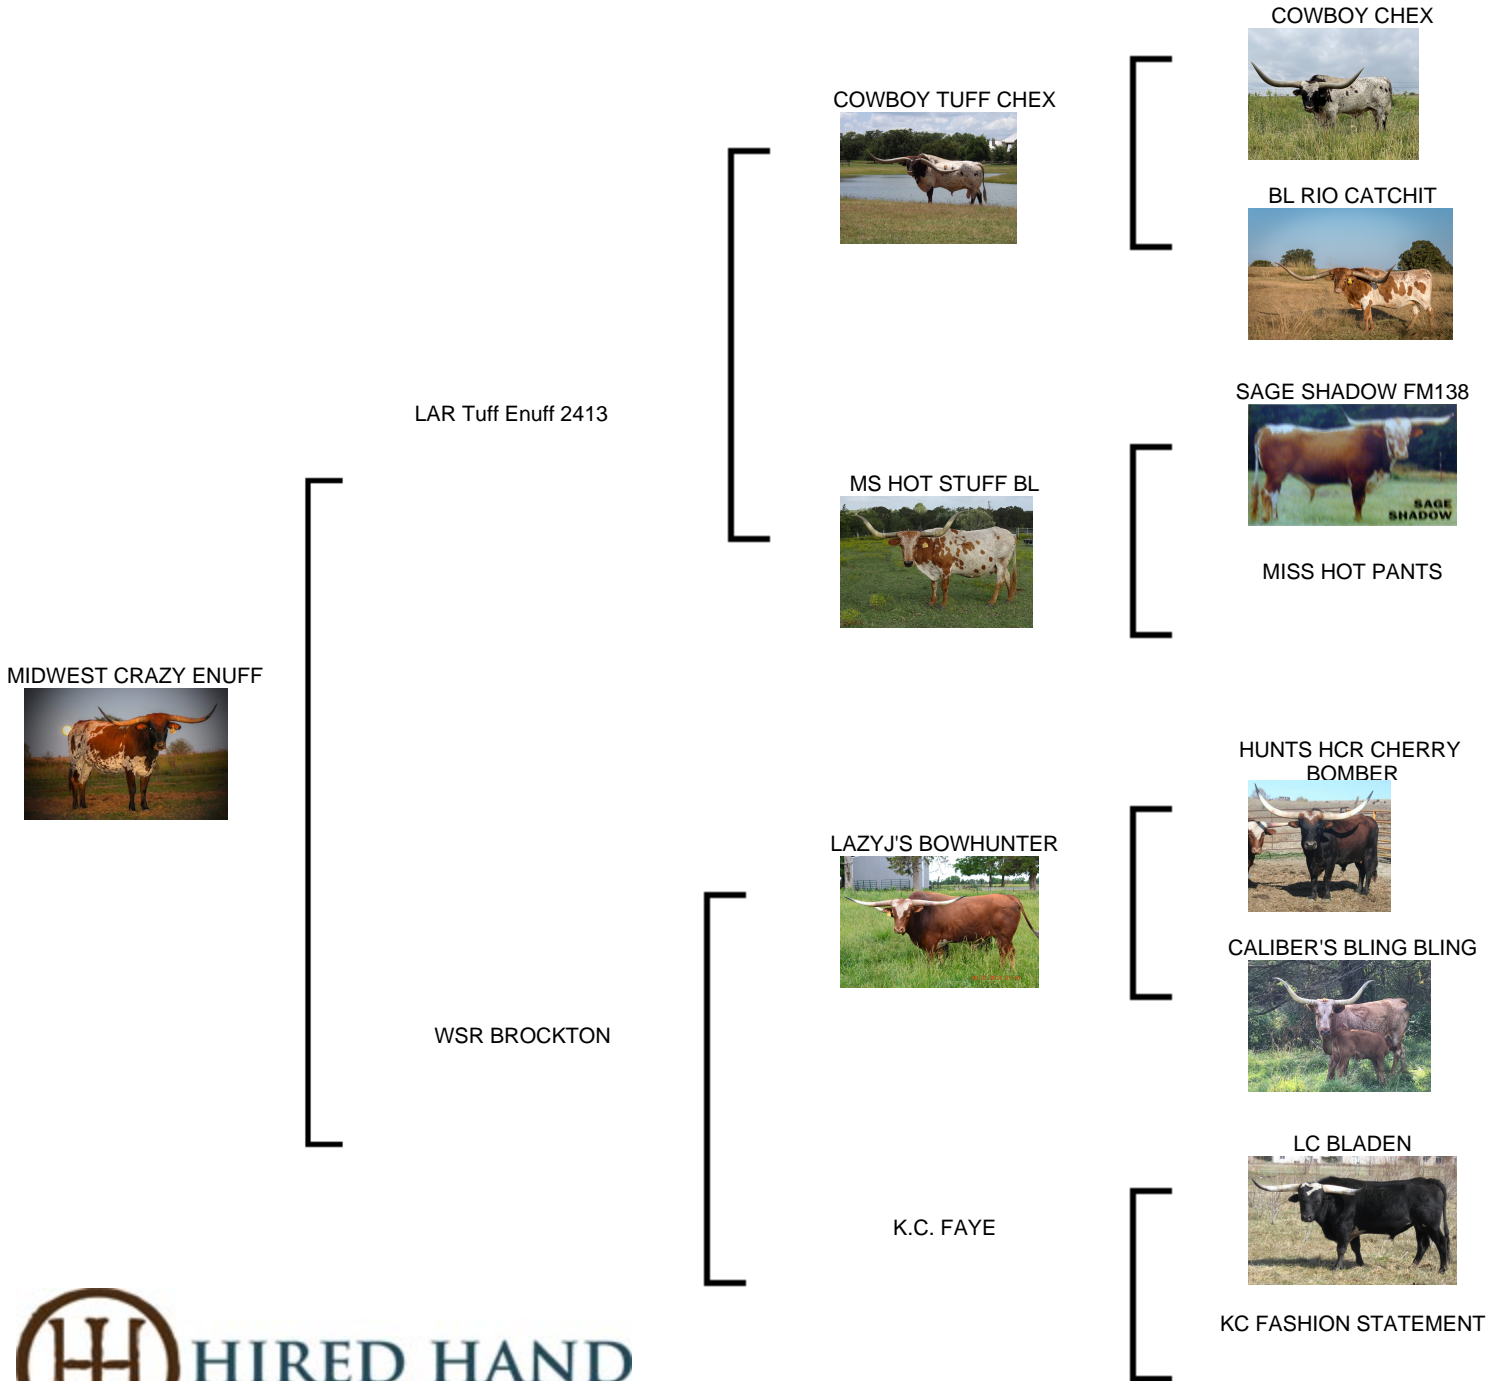 COWBOY CHEX
COWBOY TUFF CHEX
BL RIO CATCHIT
SAGE SHADOW FM138
LAR Tuff Enuff 2413
MS HOT STUFF BL
SAGE
SHADOW
MISS HOT PANTS
MIDWEST CRAZY ENUFF
HUNTS HCR CHERRY
BOMBER
LAZYJ'S BOWHUNTER
CALIBER'S BLING BLING
WSR BROCKTON
LC BLADEN
K.C. FAYE
KC FASHION STATEMENT
HIRED HAND